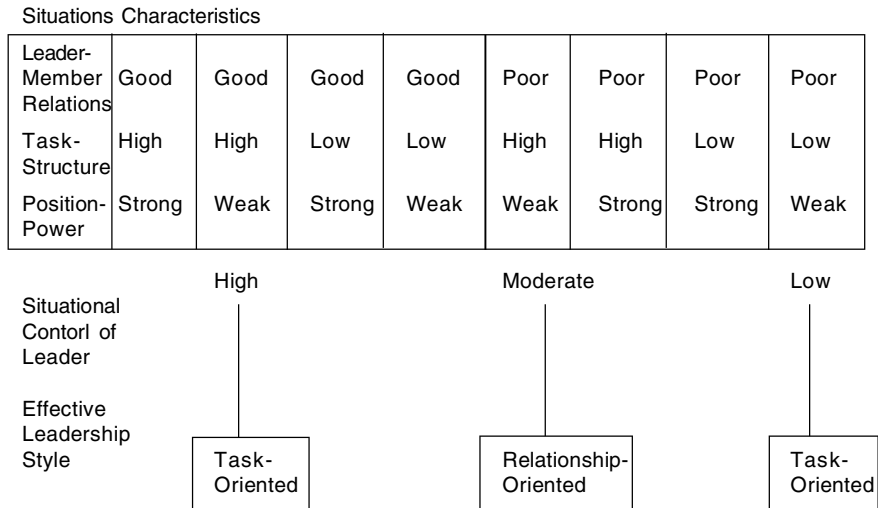 Situations Characteristics
Leader-
Member Good Good Good Good Poor Poor Poor Poor
Relations
Task- High High Low Low High High Low Low
Structure
Position- Strong Weak Strong Weak Weak Strong Strong Weak
Power
High Moderate Low
Situational
Contorl of
Leader
Effective
Leadership
Style Task- Relationship- Task-
Oriented Oriented Oriented